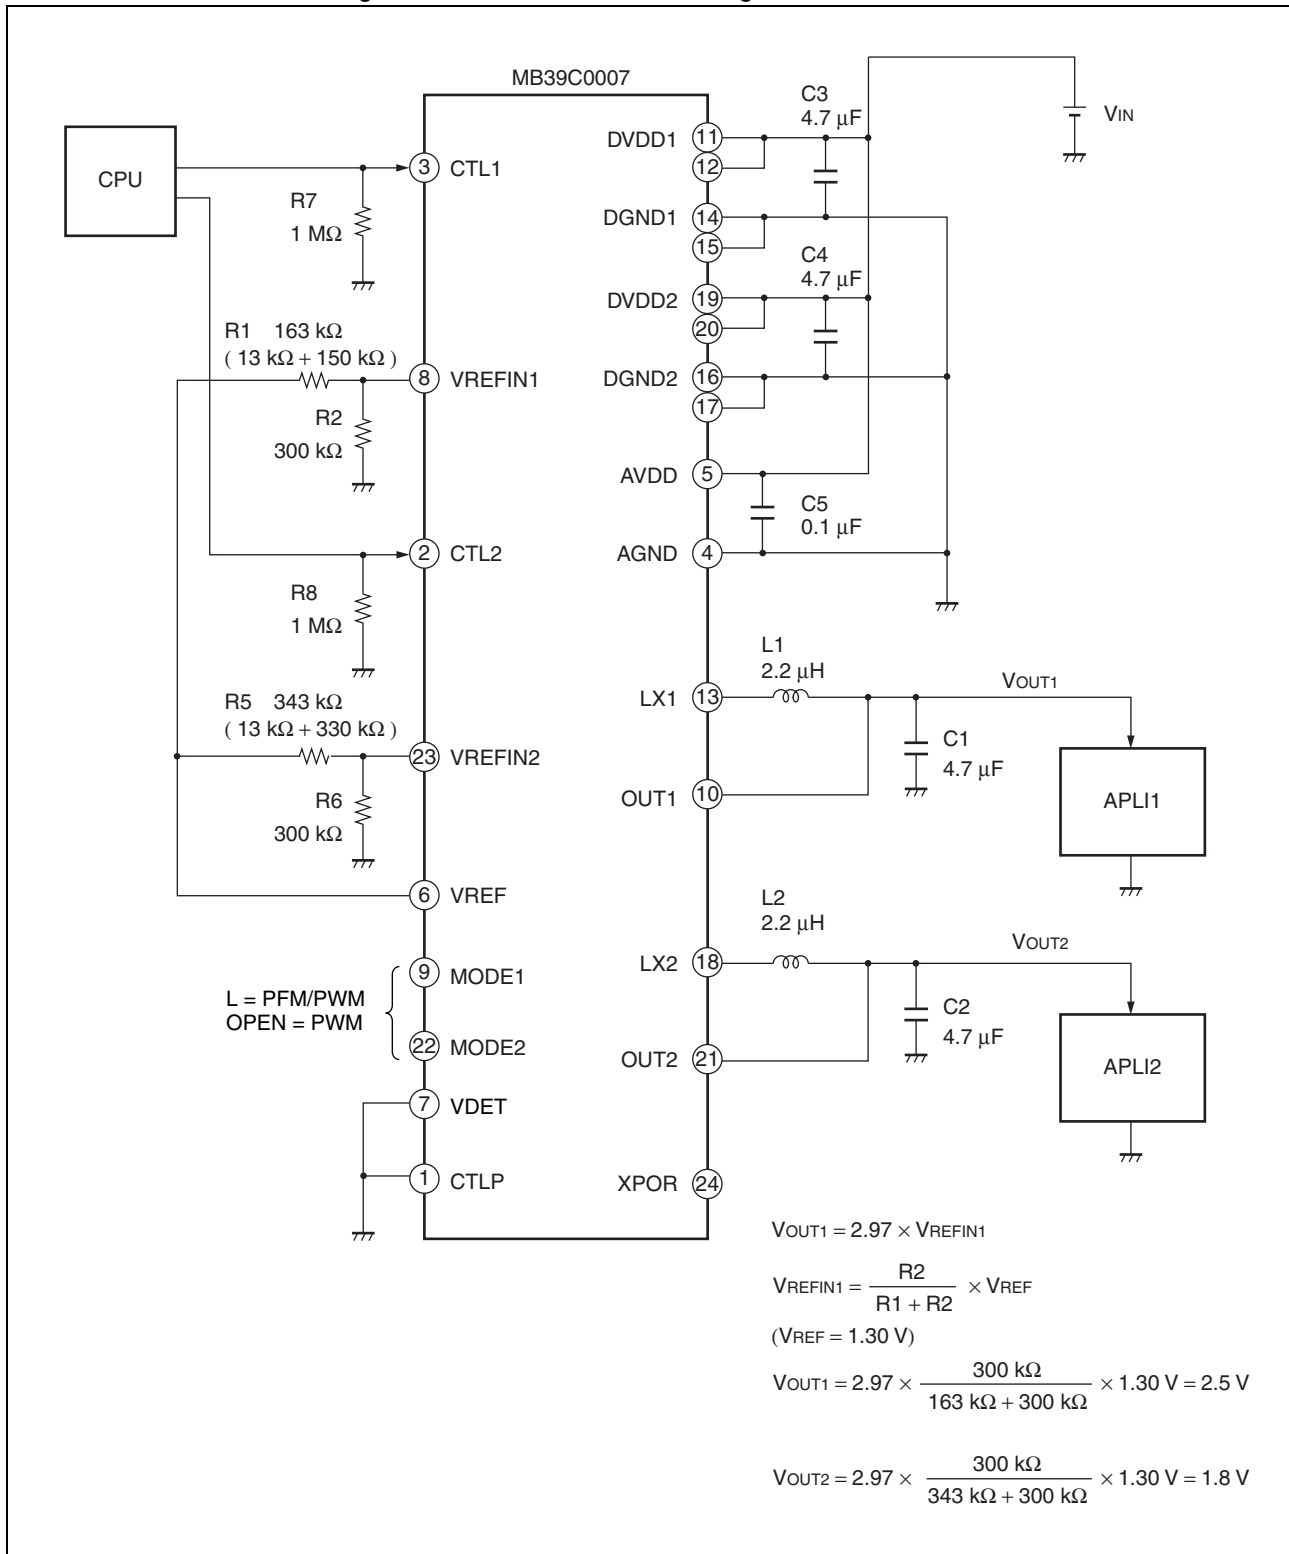 MB39C0007
CPU
3 CTL1
R7
1 MΩ
R1 163 kΩ
( 13 kΩ + 150 kΩ )
8 VREFIN1
R2
300 kΩ
2 CTL2
R8
1 MΩ
R5 343 kΩ
( 13 kΩ + 330 kΩ )
23 VREFIN2
R6
300 kΩ
6 VREF
9 MODE1
L = PFM/PWM
OPEN = PWM
22 MODE2
7 VDET
1 CTLP
DVDD1 11
12
C3
4.7 μF
VIN
DGND1 14
15
C4
4.7 μF
DVDD2 19
20
DGND2 16
17
AVDD 5
C5
0.1 μF
AGND 4
L1
2.2 μH
LX1 13
VOUT1
C1
4.7 μF
OUT1 10
APLI1
L2
2.2 μH
LX2 18
VOUT2
C2
4.7 μF
OUT2 21
APLI2
XPOR 24
VOUT1 = 2.97 × VREFIN1
VREFIN1 = R2 / R1 + R2 × VREF
(VREF = 1.30 V)
VOUT1 = 2.97 × 300 kΩ / 163 kΩ + 300 kΩ × 1.30 V = 2.5 V
VOUT2 = 2.97 × 300 kΩ / 343 kΩ + 300 kΩ × 1.30 V = 1.8 V